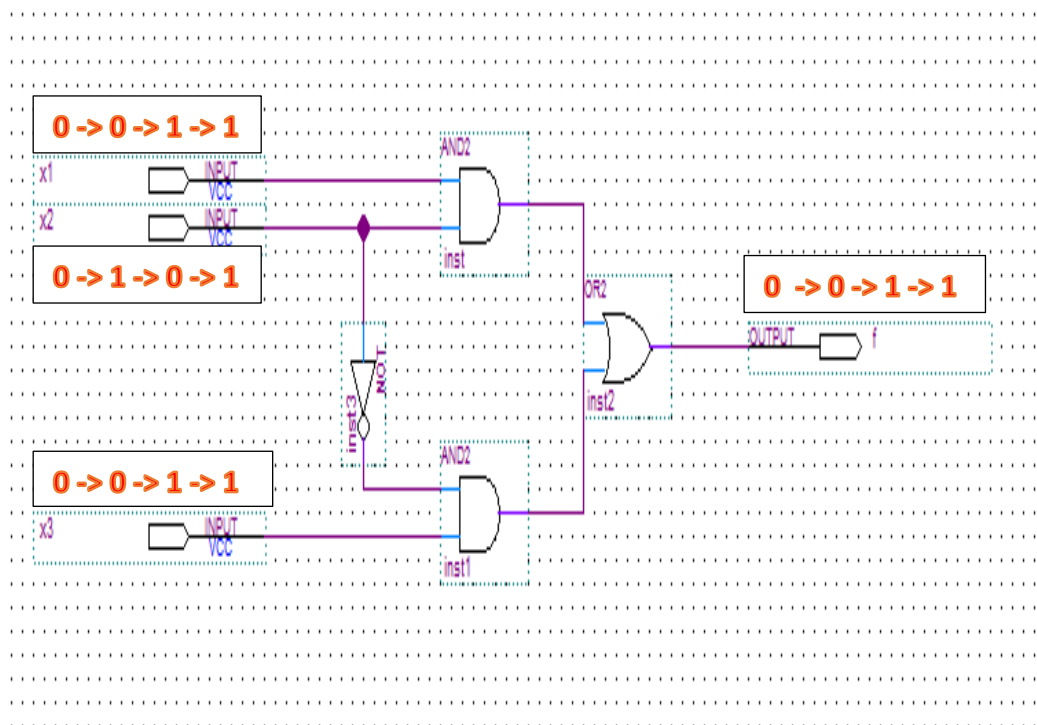 0 -> 0 -> 1 -> 1
AND2
x1
INPUT
VCC
x2
INPUT
VCC
inst
0 -> 1 -> 0 -> 1
0 -> 0 -> 1 -> 1
OR2
OUTPUT
f
NOT
inst3
inst2
0 -> 0 -> 1 -> 1
AND2
x3
INPUT
VCC
inst1